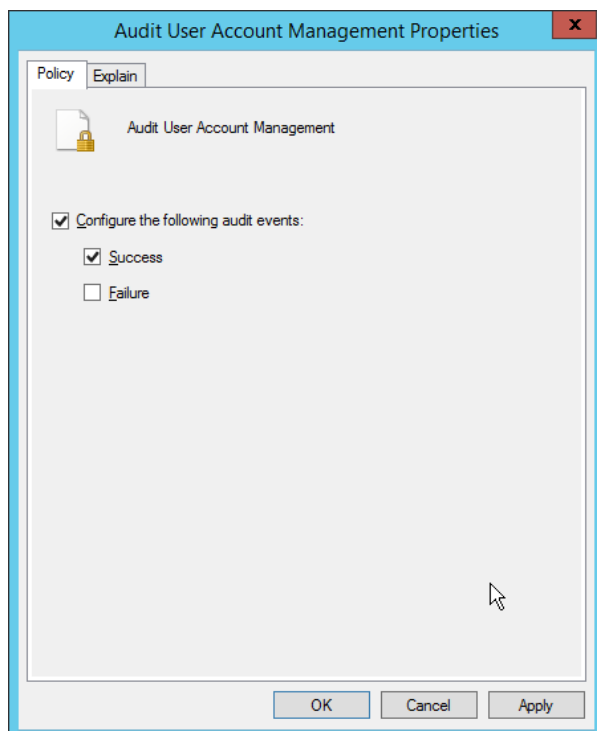 Audit User Account Management Properties
x
Policy
Explain
Audit User Account Management
Configure the following audit events:
Success
Failure
OK
Cancel
Apply